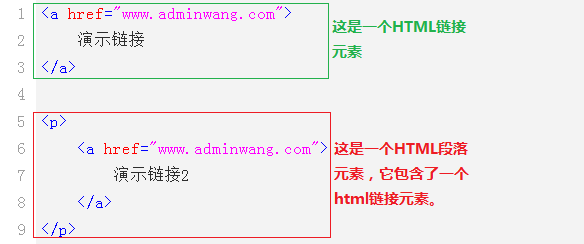 1 <a href="www.adminwang.com">
2 演示链接
3 </a>
这是一个HTML链接
元素
4
5 <p>
6 <a href="www.adminwang.com">
7 演示链接2
8 </a>
9 </p>
这是一个HTML段落
元素，它包含了一个
html链接元素。